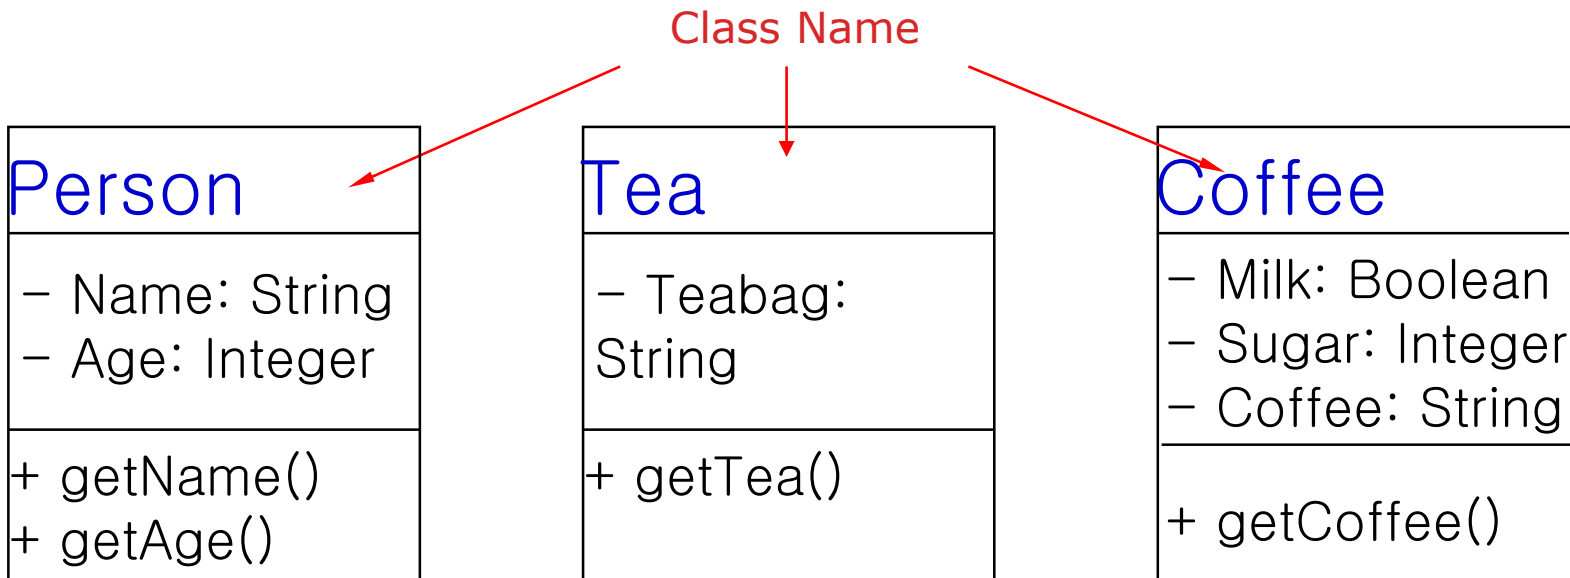 Class Name
Person
- Name: String
- Age: Integer
+ getName()
+ getAge()
Tea
- Teabag:
String
+ getTea()
Coffee
- Milk: Boolean
- Sugar: Integer
- Coffee: String
+ getCoffee()